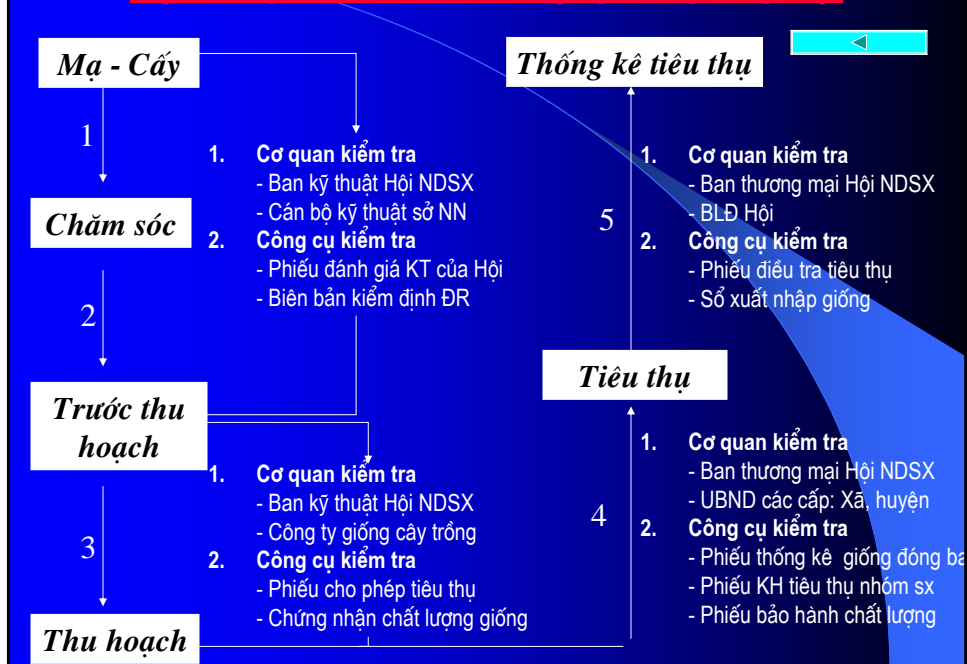 Mạ - Cấy
1
Chăm sóc
2
Trước thu
hoạch
3
Thu hoạch
1. Cơ quan kiểm tra
- Ban kỹ thuật Hội NDSX
- Cán bộ kỹ thuật sở NN
2. Công cụ kiểm tra
- Phiếu đánh giá KT của Hội
- Biên bản kiểm định ĐR
1. Cơ quan kiểm tra
- Ban kỹ thuật Hội NDSX
- Công ty giống cây trồng
2. Công cụ kiểm tra
- Phiếu cho phép tiêu thụ
- Chứng nhận chất lượng giống
Thống kê tiêu thụ
5
1. Cơ quan kiểm tra
- Ban thương mại Hội NDSX
- BLĐ Hội
2. Công cụ kiểm tra
- Phiếu điều tra tiêu thụ
- Sổ xuất nhập giống
Tiêu thụ
4
1. Cơ quan kiểm tra
- Ban thương mại Hội NDSX
- UBND các cấp: Xã, huyện
2. Công cụ kiểm tra
- Phiếu thống kê giống đóng ba
- Phiếu KH tiêu thụ nhóm sx
- Phiếu bảo hành chất lượng